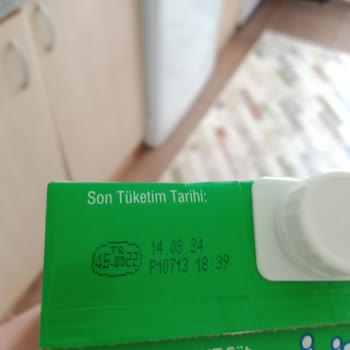 Son Tüketim Tarihi:
TR
14.08.24
P10713 18:39